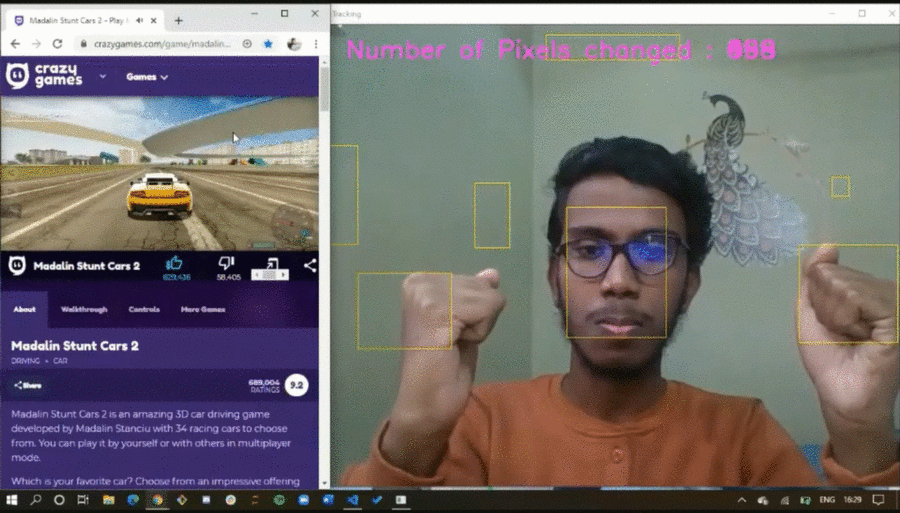 Madalin Stunt Cars 2 - Play
Tracking
crazygames.com/game/madalin...
Number of Pixels changed :
crazy
games
Games
Madalin Stunt Cars 2
629,436
58,405
About
Walkthrough
Controls
More Games
Madalin Stunt Cars 2
DRIVING
CAR
Share
689,004
RATINGS
9.2
Madalin Stunt Cars 2 is an amazing 3D car driving game
developed by Madalin Stanciu with 34 racing cars to choose
from. You can play it by yourself or with others in multiplayer
mode.
Which is your favorite car? Choose from an impressive offering
ENG
16:29